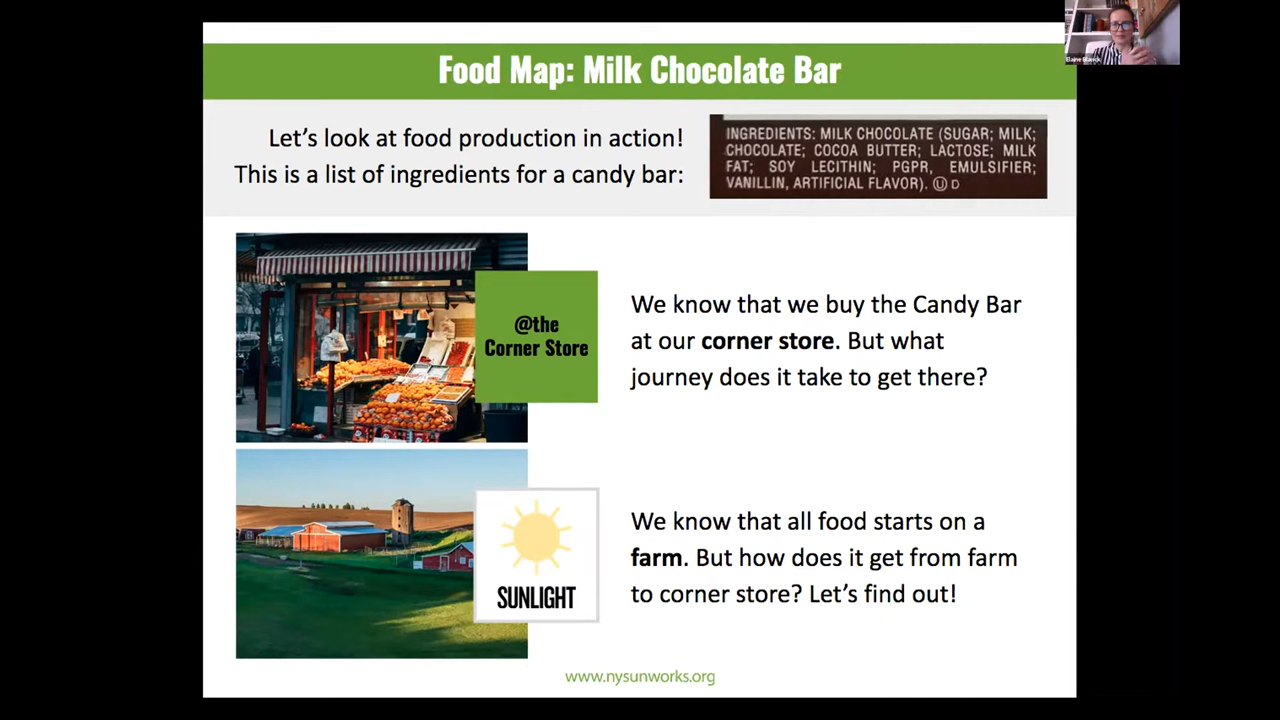 Food Map: Milk Chocolate Bar
Let's look at food production in action!
This is a list of ingredients for a candy bar:
INGREDIENTS: MILK CHOCOLATE (SUGAR; MILK;
CHOCOLATE; COCOA BUTTER; LACTOSE; MILK
FAT; SOY LECITHIN; PGPR, EMULSIFIER;
VANILLIN, ARTIFICIAL FLAVOR). Ⓤ D
@the
Corner Store
We know that we buy the Candy Bar
at our corner store. But what
journey does it take to get there?
SUNLIGHT
We know that all food starts on a
farm. But how does it get from farm
to corner store? Let's find out!
www.nysunworks.org